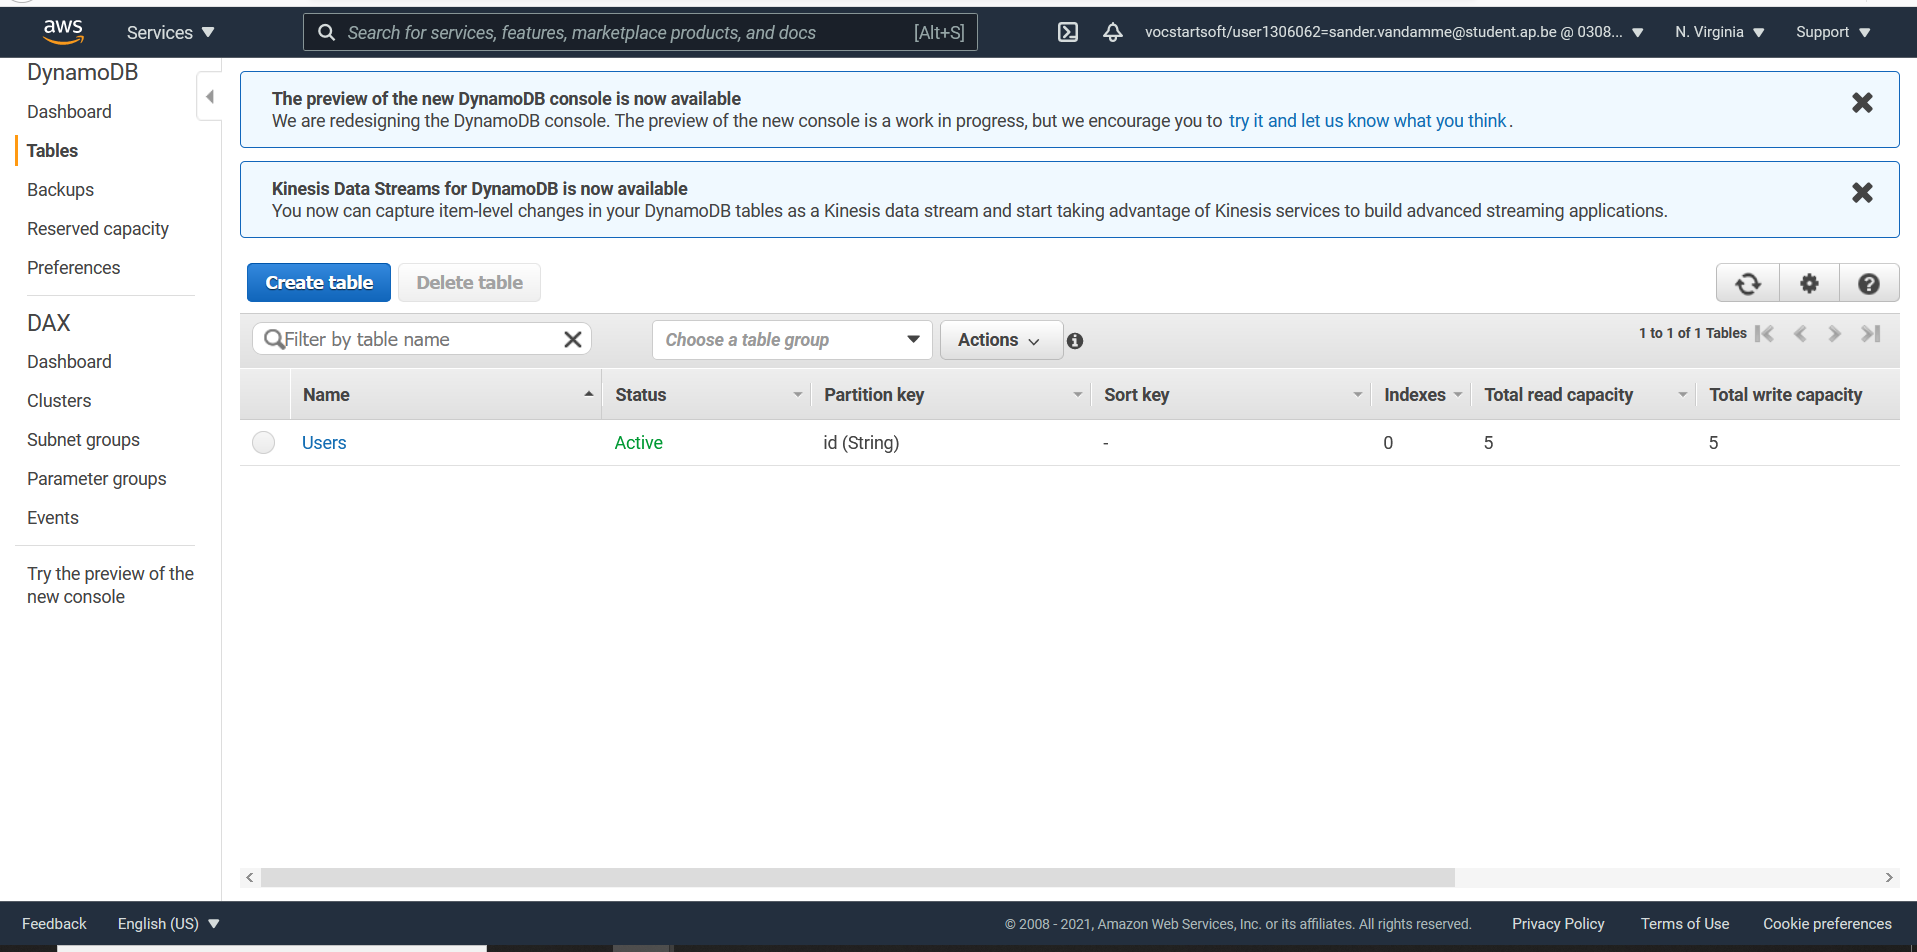 aws
Services
Search for services, features, marketplace products, and docs [Alt+S]
vocstartsoft/user1306062=sander.vandamme@student.ap.be @ 0308...
N. Virginia
Support
DynamoDB
Dashboard
Tables
Backups
Reserved capacity
Preferences
DAX
Dashboard
Clusters
Subnet groups
Parameter groups
Events
Try the preview of the
new console
The preview of the new DynamoDB console is now available
We are redesigning the DynamoDB console. The preview of the new console is a work in progress, but we encourage you to try it and let us know what you think.
Kinesis Data Streams for DynamoDB is now available
You now can capture item-level changes in your DynamoDB tables as a Kinesis data stream and start taking advantage of Kinesis services to build advanced streaming applications.
Create table
Delete table
Filter by table name
Choose a table group
Actions
1 to 1 of 1 Tables
Name Status Partition key Sort key Indexes Total read capacity Total write capacity
Users Active id (String) - 0 5 5
Feedback
English (US)
© 2008 - 2021, Amazon Web Services, Inc. or its affiliates. All rights reserved.
Privacy Policy
Terms of Use
Cookie preferences